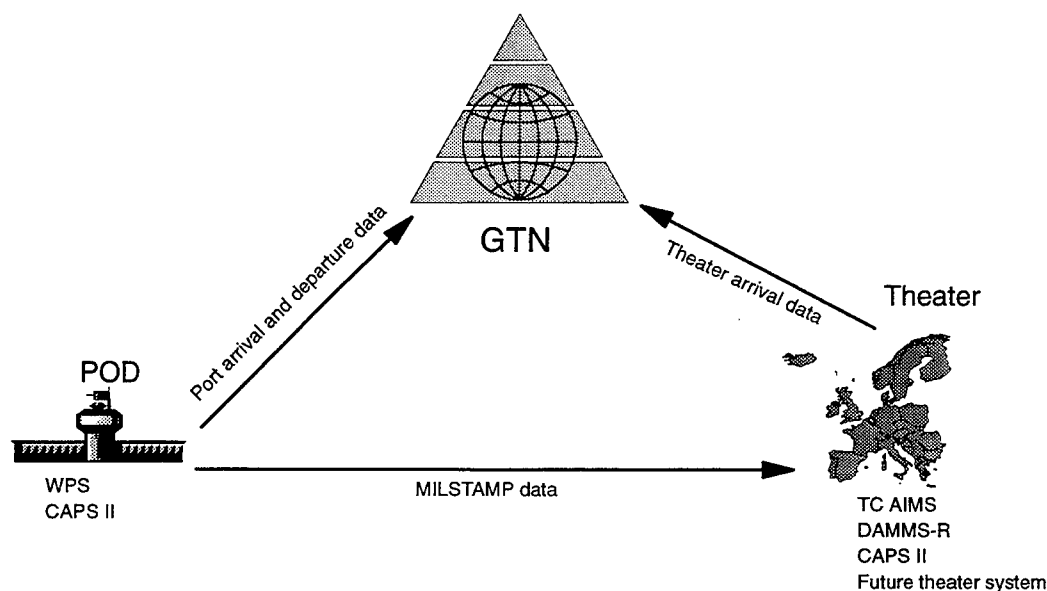 GTN
Port arrival and departure data
Theater arrival data
Theater
POD
WPS
CAPS II
MILSTAMP data
TC AIMS
DAMMS-R
CAPS II
Future theater system